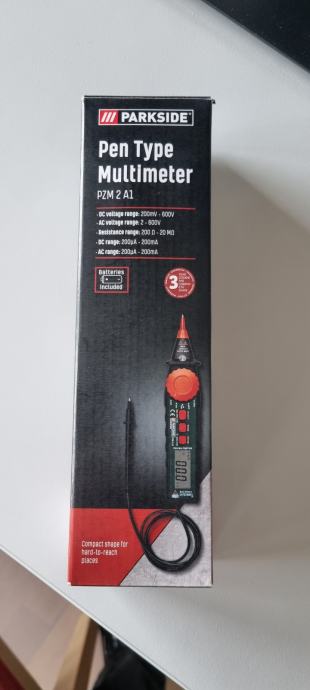 /// PARKSIDE
Pen Type
Multimeter
PZM 2 A1
· DC voltage range: 200mV - 600V
· AC voltage range: 2 - 600V
· Resistance range: 200 Ω - 20 MΩ
· DC range: 200µA - 200mA
· AC range: 200µA - 200mA
Batteries
included
3
Compact shape for
hard-to-reach
places